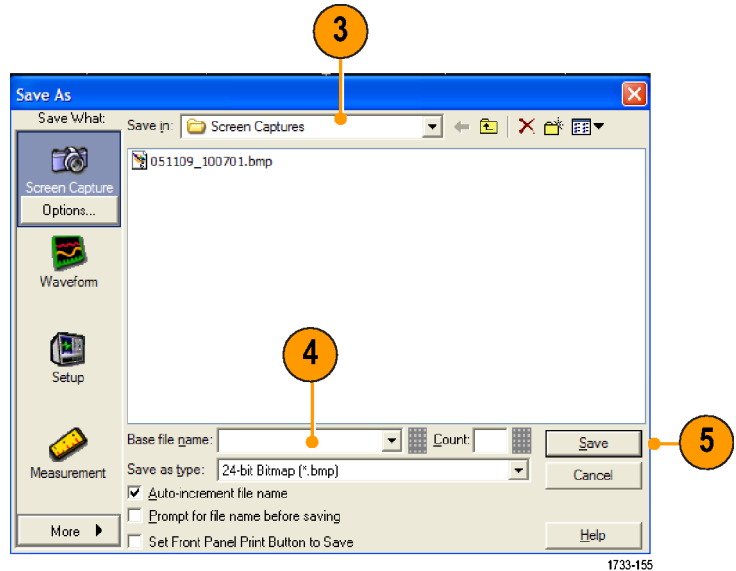 3
Save As
Save What:
Save in: Screen Captures
051109_100701.bmp
Screen Capture
Options...
Waveform
Setup
4
Base file name: Count: Save
5
Measurement
Save as type: 24-bit Bitmap (*.bmp)
Cancel
Auto-increment file name
Prompt for file name before saving
More
Set Front Panel Print Button to Save
Help
1733-155